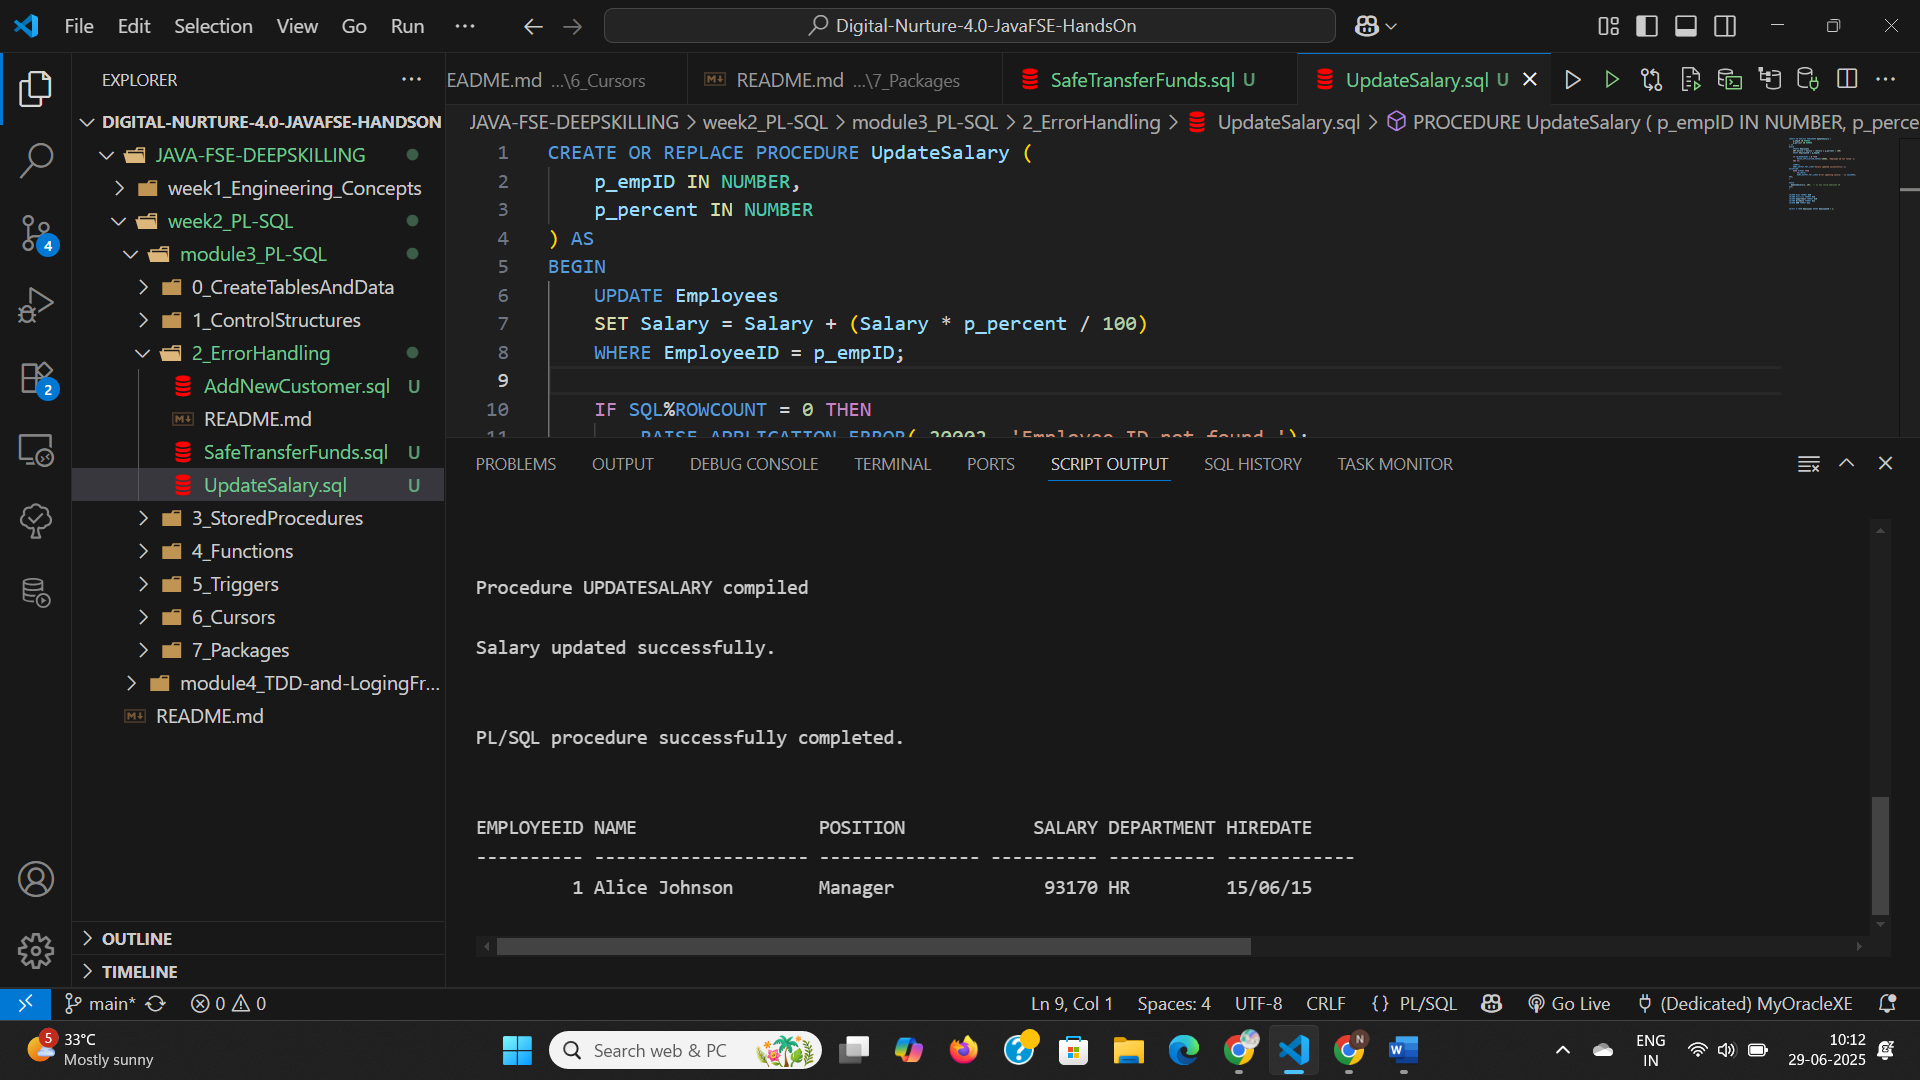 File Edit Selection View Go Run ···
Digital-Nurture-4.0-JavaFSE-HandsOn
EXPLORER
DIGITAL-NURTURE-4.0-JAVAFSE-HANDSON
JAVA-FSE-DEEPSKILLING
week1_Engineering_Concepts
week2_PL-SQL
module3_PL-SQL
0_CreateTablesAndData
1_ControlStructures
2_ErrorHandling
AddNewCustomer.sql U
README.md
SafeTransferFunds.sql U
UpdateSalary.sql U
3_StoredProcedures
4_Functions
5_Triggers
6_Cursors
7_Packages
module4_TDD-and-LogingFr...
README.md
OUTLINE
TIMELINE
4
2
EADME.md ...\6_Cursors
README.md ...\7_Packages
SafeTransferFunds.sql U
UpdateSalary.sql U
JAVA-FSE-DEEPSKILLING > week2_PL-SQL > module3_PL-SQL > 2_ErrorHandling > UpdateSalary.sql > PROCEDURE UpdateSalary ( p_empID IN NUMBER, p_perce
1 CREATE OR REPLACE PROCEDURE UpdateSalary (
2 p_empID IN NUMBER,
3 p_percent IN NUMBER
4 ) AS
5 BEGIN
6 UPDATE Employees
7 SET Salary = Salary + (Salary * p_percent / 100)
8 WHERE EmployeeID = p_empID;
9
10 IF SQL%ROWCOUNT = 0 THEN
11 RAISE_APPLICATION_ERROR(-20002, 'Employee ID not found.');
PROBLEMS OUTPUT DEBUG CONSOLE TERMINAL PORTS SCRIPT OUTPUT SQL HISTORY TASK MONITOR
Procedure UPDATESALARY compiled
Salary updated successfully.
PL/SQL procedure successfully completed.
EMPLOYEEID NAME POSITION SALARY DEPARTMENT HIREDATE
---------- -------------------- --------------- ---------- ---------- ------------
1 Alice Johnson Manager 93170 HR 15/06/15
main* 0 0
Ln 9, Col 1 Spaces: 4 UTF-8 CRLF {} PL/SQL Go Live (Dedicated) MyOracleXE
5
33°C
Mostly sunny
Search web & PC
N
ENG
IN
10:12
29-06-2025